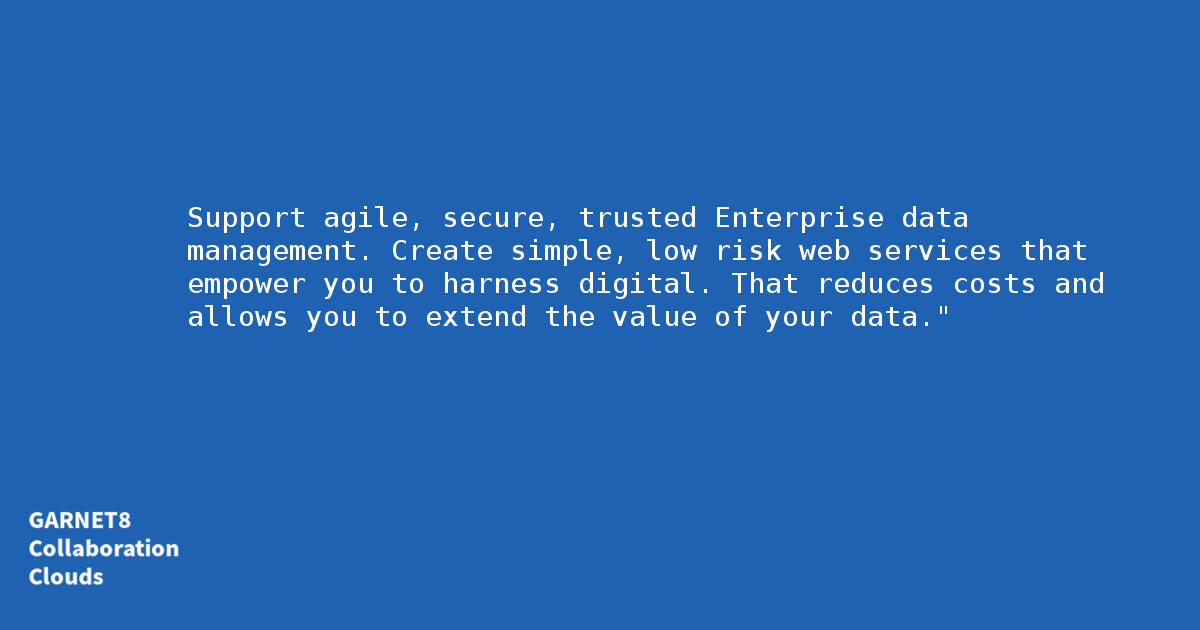 Support agile, secure, trusted Enterprise data
management. Create simple, low risk web services that
empower you to harness digital. That reduces costs and
allows you to extend the value of your data."
GARNET8
Collaboration
Clouds